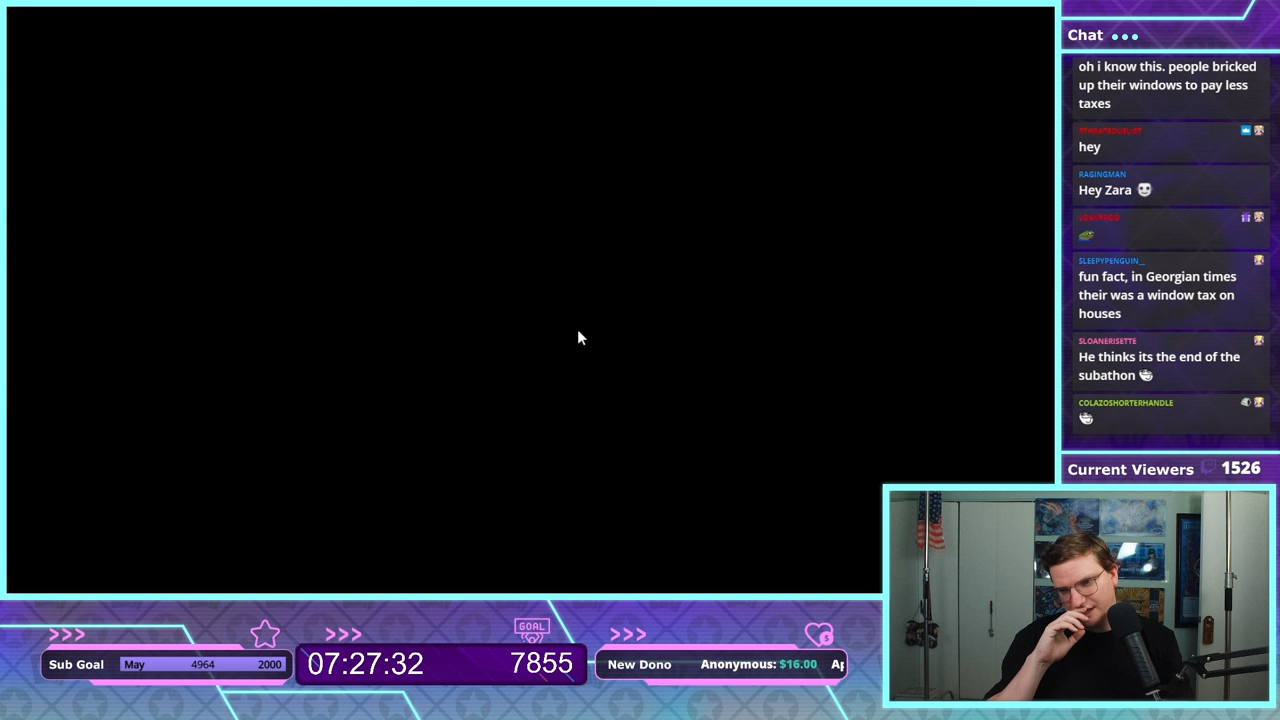 Chat
oh i know this. people bricked
up their windows to pay less
taxes
hey
RAGINGMAN
Hey Zara
SLEEPYPENGUIN_
fun fact, in Georgian times
their was a window tax on
houses
SLOANERISETTE
He thinks its the end of the
subathon
COLAZOSHORTERHANDLE
Current Viewers 1526
GOAL
Sub Goal May 4964 2000
07:27:32 7855
New Dono Anonymous: $16.00